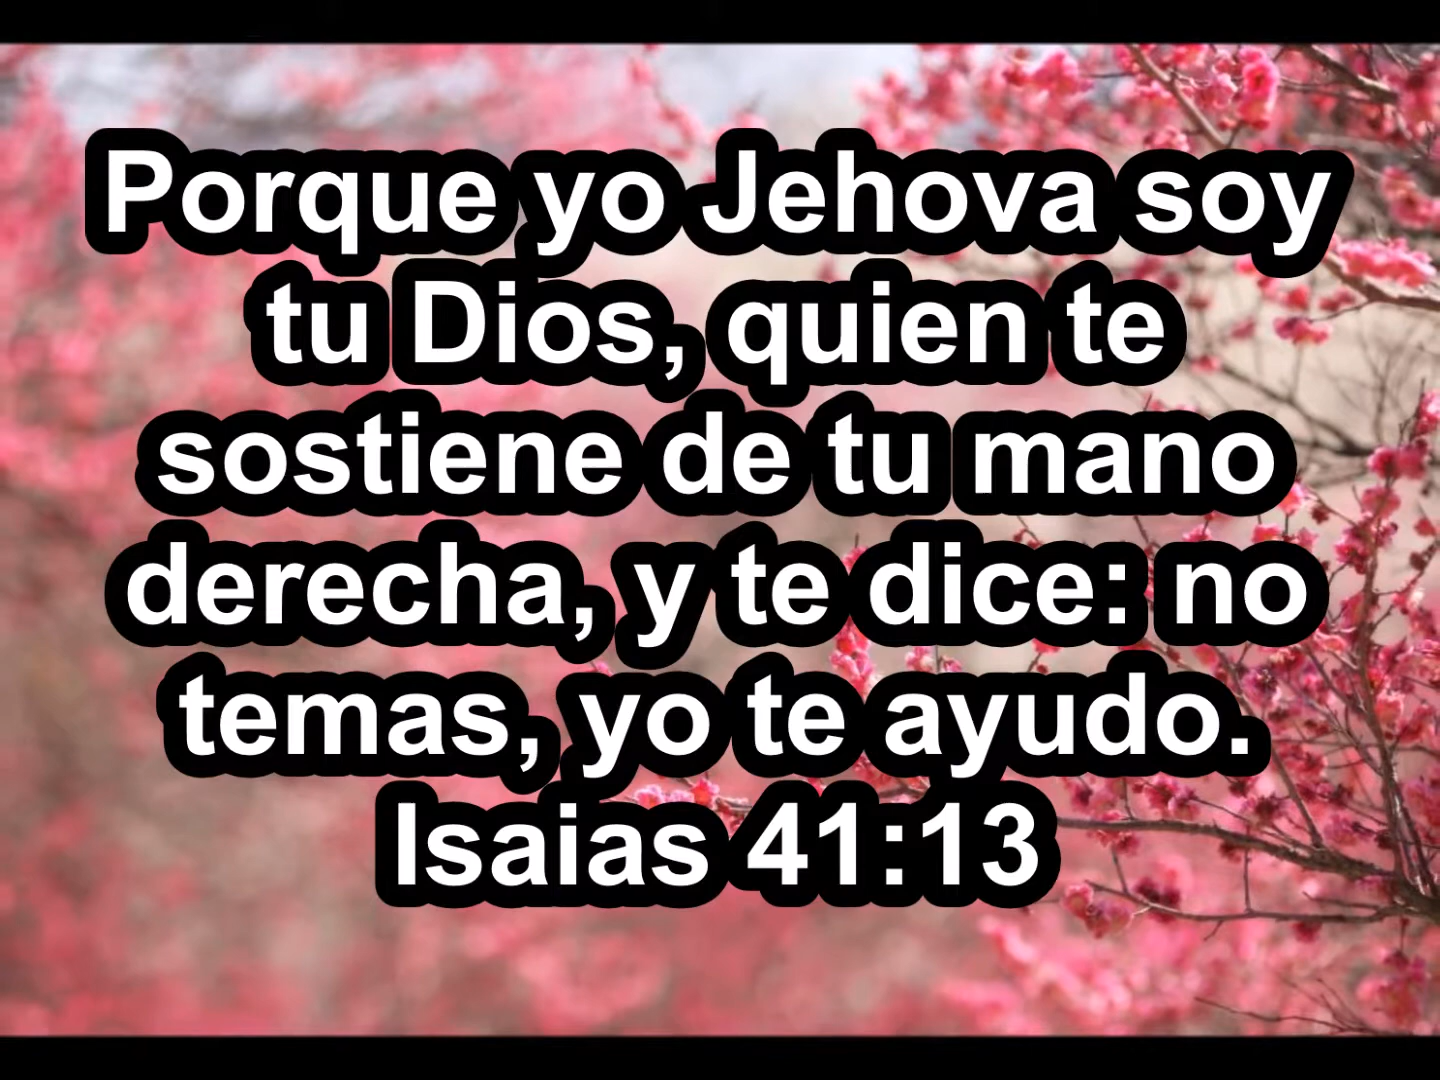 Porque yo Jehova soy
tu Dios, quien te
sostiene de tu mano
derecha, y te dice: no
temas, yo te ayudo.
Isaias 41:13